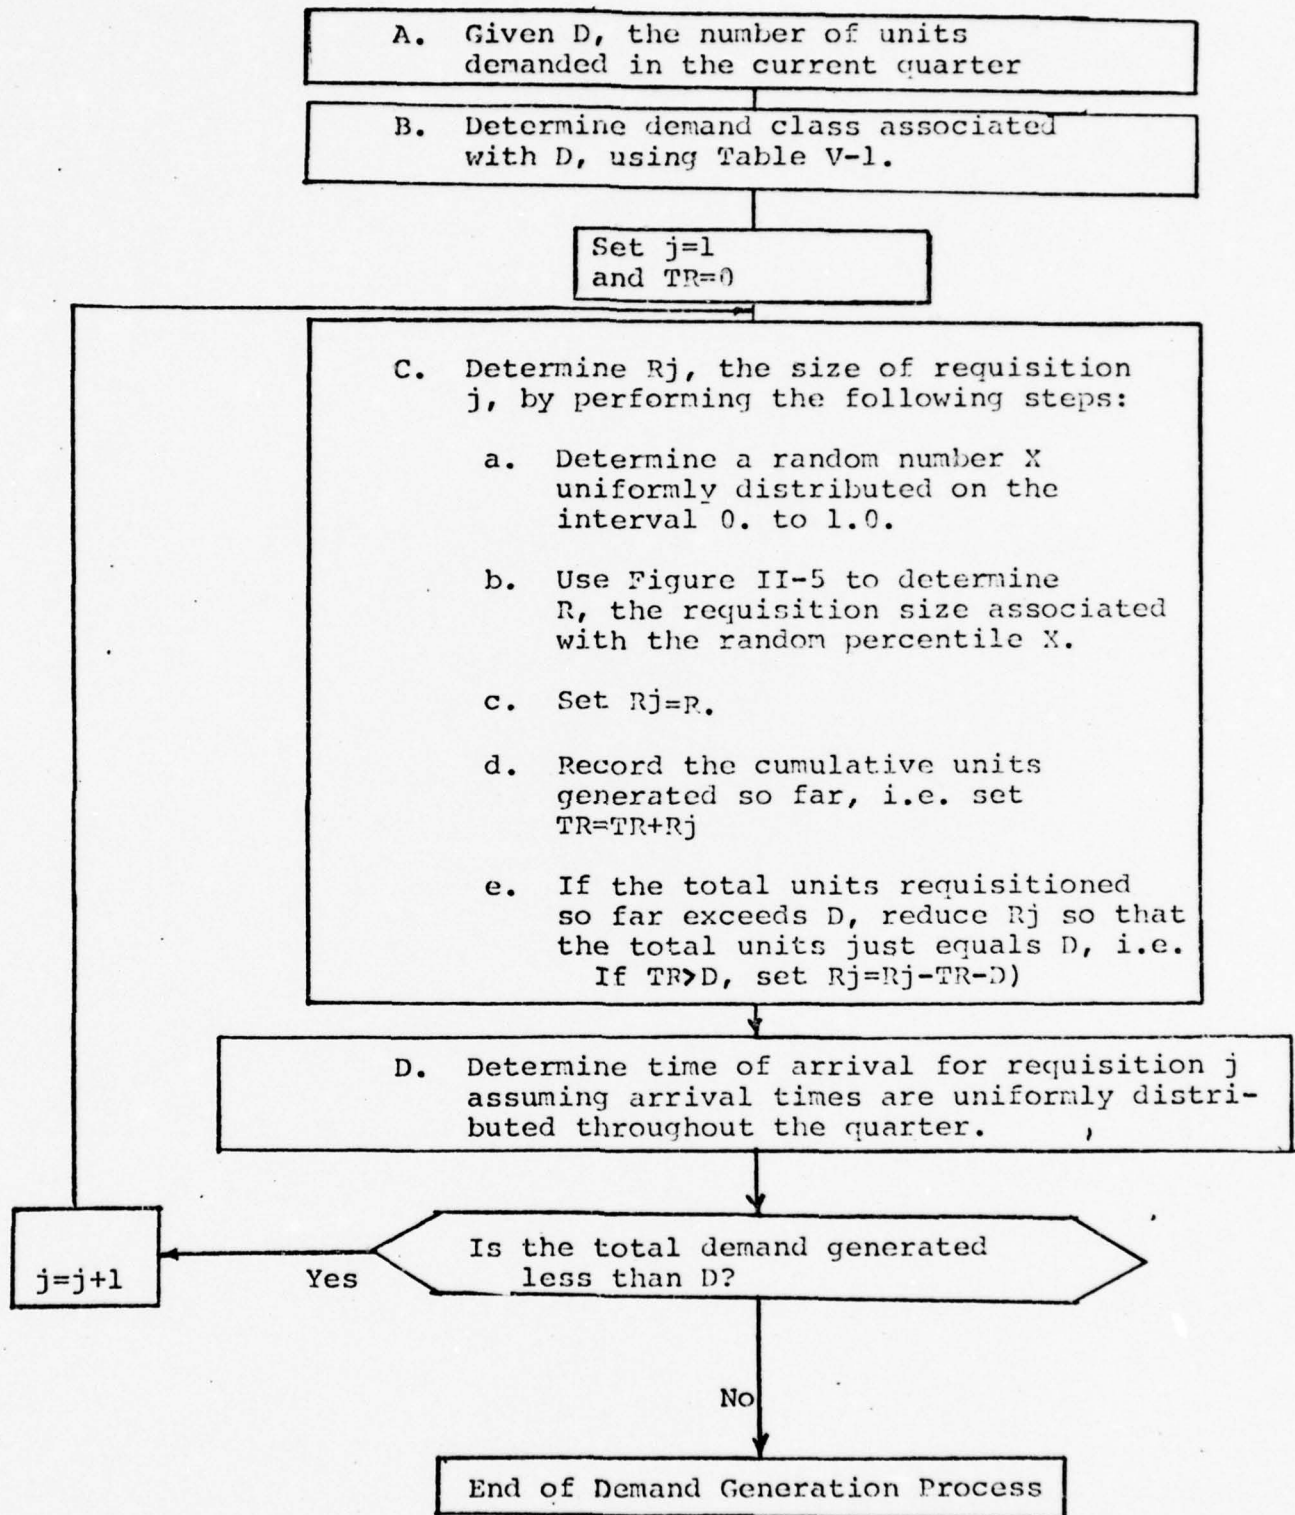 A. Given D, the number of units
demanded in the current quarter
B. Determine demand class associated
with D, using Table V-1.
Set j=1
and TR=0
C. Determine Rj, the size of requisition
j, by performing the following steps:
a. Determine a random number X
uniformly distributed on the
interval 0. to 1.0.
b. Use Figure II-5 to determine
R, the requisition size associated
with the random percentile X.
c. Set Rj=R.
d. Record the cumulative units
generated so far, i.e. set
TR=TR+Rj
e. If the total units requisitioned
so far exceeds D, reduce Rj so that
the total units just equals D, i.e.
If TR>D, set Rj=Rj-TR-D)
D. Determine time of arrival for requisition j
assuming arrival times are uniformly distri-
buted throughout the quarter.
Is the total demand generated
less than D?
Yes
j=j+1
No
End of Demand Generation Process